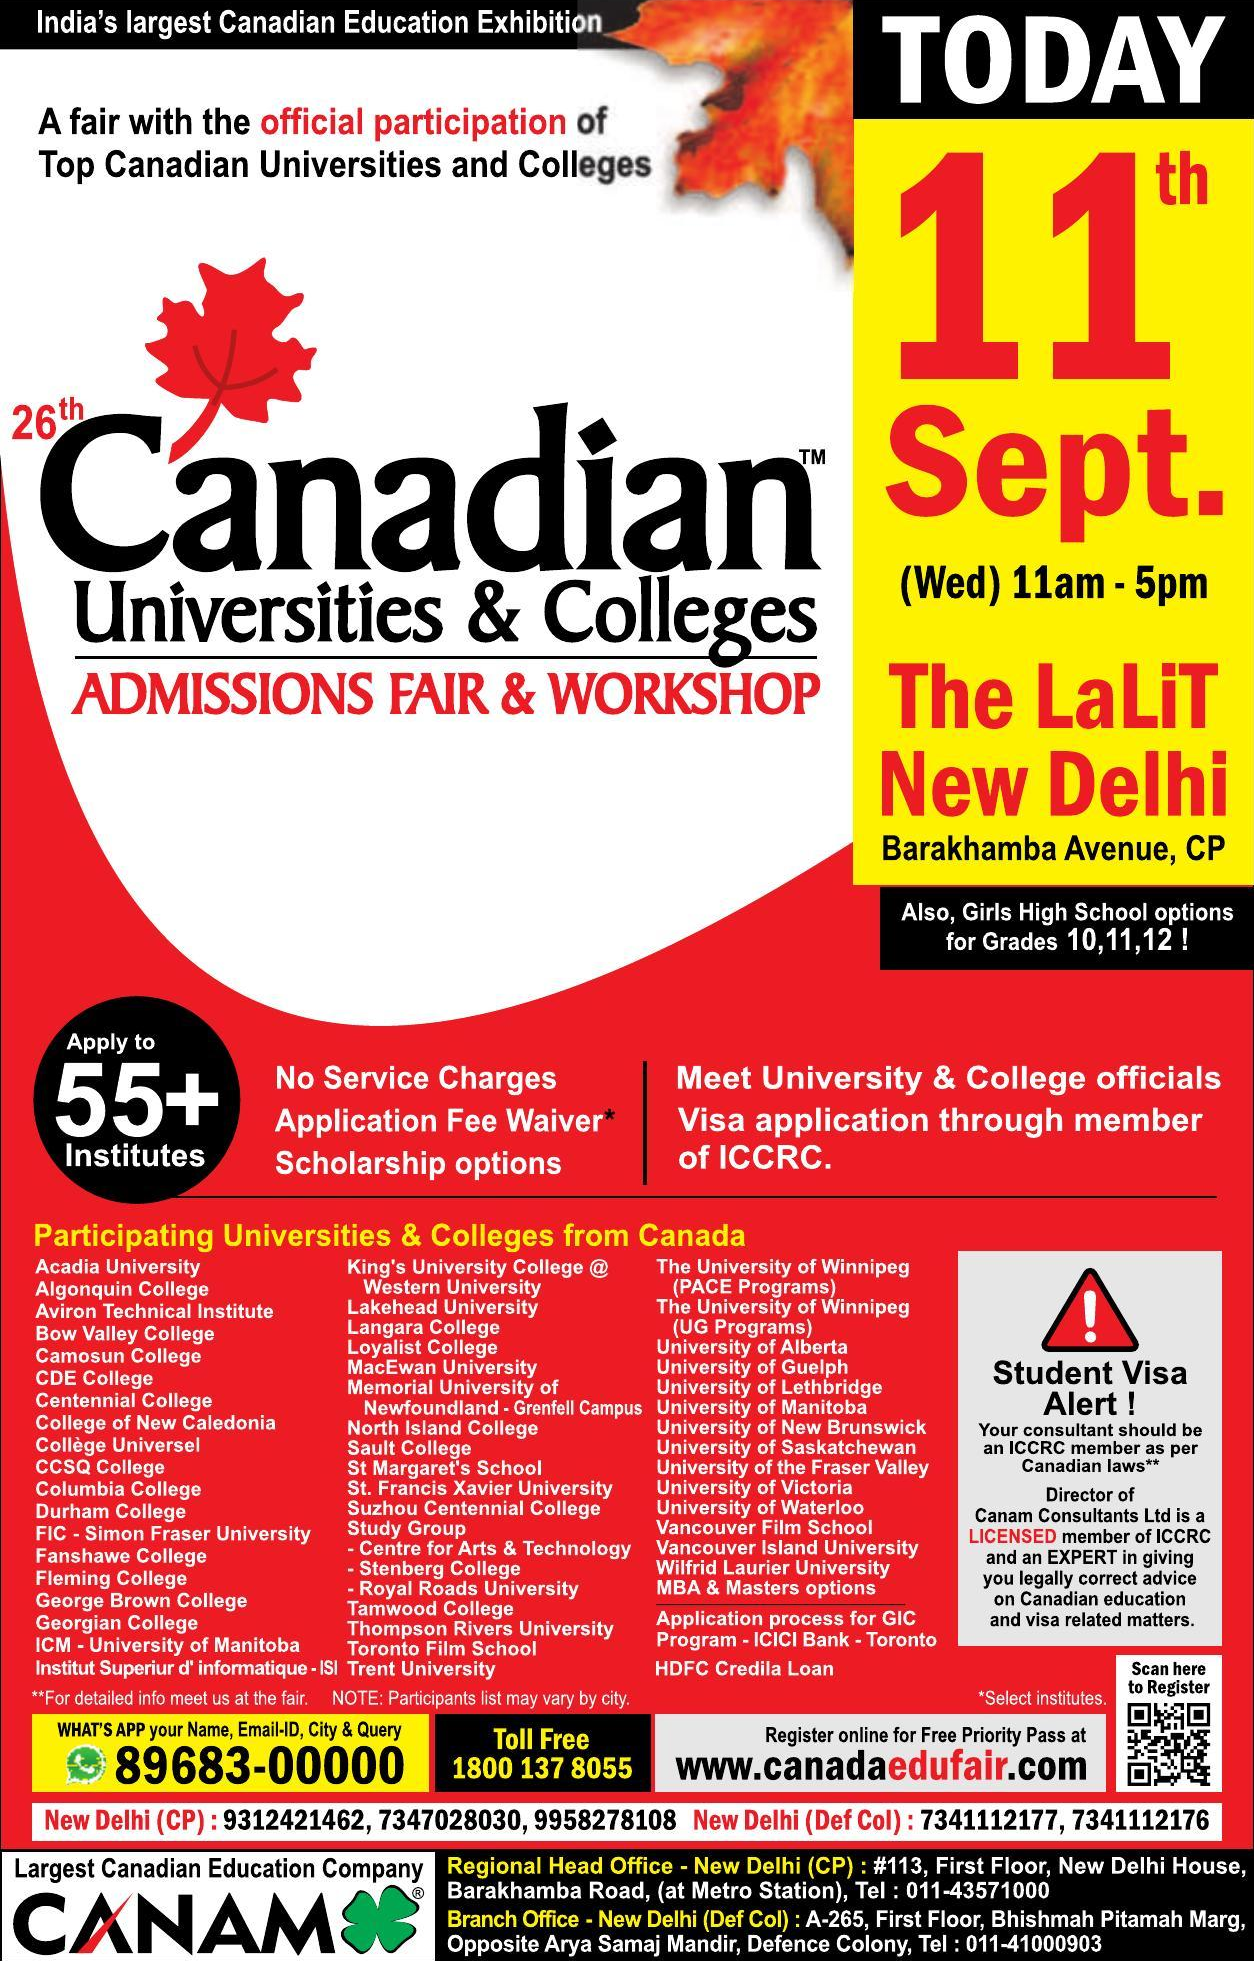 India's largest Canadian Education Exhibition
A fair with the official participation of
Top Canadian Universities and Colleges
26th
Canadian™
Universities & Colleges
ADMISSIONS FAIR & WORKSHOP
TODAY
11th
Sept.
(Wed) 11am - 5pm
The LaLiT
New Delhi
Barakhamba Avenue, CP
Also, Girls High School options
for Grades 10,11,12 !
Apply to
55+
Institutes
No Service Charges
Application Fee Waiver*
Scholarship options
Meet University & College officials
Visa application through member
of ICCRC.
Participating Universities & Colleges from Canada
Acadia University
Algonquin College
Aviron Technical Institute
Bow Valley College
Camosun College
CDE College
Centennial College
College of New Caledonia
Collège Universel
CCSQ College
Columbia College
Durham College
FIC - Simon Fraser University
Fanshawe College
Fleming College
George Brown College
Georgian College
ICM - University of Manitoba
Institut Superiur d' informatique - ISI
King's University College @
Western University
Lakehead University
Langara College
Loyalist College
MacEwan University
Memorial University of
Newfoundland - Grenfell Campus
North Island College
Sault College
St Margaret's School
St. Francis Xavier University
Suzhou Centennial College
Study Group
- Centre for Arts & Technology
- Stenberg College
- Royal Roads University
Tamwood College
Thompson Rivers University
Toronto Film School
Trent University
The University of Winnipeg
(PACE Programs)
The University of Winnipeg
(UG Programs)
University of Alberta
University of Guelph
University of Lethbridge
University of Manitoba
University of New Brunswick
University of Saskatchewan
University of the Fraser Valley
University of Victoria
University of Waterloo
Vancouver Film School
Vancouver Island University
Wilfrid Laurier University
MBA & Masters options
Application process for GIC
Program - ICICI Bank - Toronto
HDFC Credila Loan
!
Student Visa
Alert !
Your consultant should be
an ICCRC member as per
Canadian laws**
Director of
Canam Consultants Ltd is a
LICENSED member of ICCRC
and an EXPERT in giving
you legally correct advice
on Canadian education
and visa related matters.
**For detailed info meet us at the fair. NOTE: Participants list may vary by city.
*Select institutes.
Scan here
to Register
WHAT'S APP your Name, Email-ID, City & Query
89683-00000
Toll Free
1800 137 8055
Register online for Free Priority Pass at
www.canadaedufair.com
New Delhi (CP) : 9312421462, 7347028030, 9958278108 New Delhi (Def Col) : 7341112177, 7341112176
Largest Canadian Education Company
CANAM®
Regional Head Office - New Delhi (CP) : #113, First Floor, New Delhi House,
Barakhamba Road, (at Metro Station), Tel : 011-43571000
Branch Office - New Delhi (Def Col) : A-265, First Floor, Bhishmah Pitamah Marg,
Opposite Arya Samaj Mandir, Defence Colony, Tel : 011-41000903